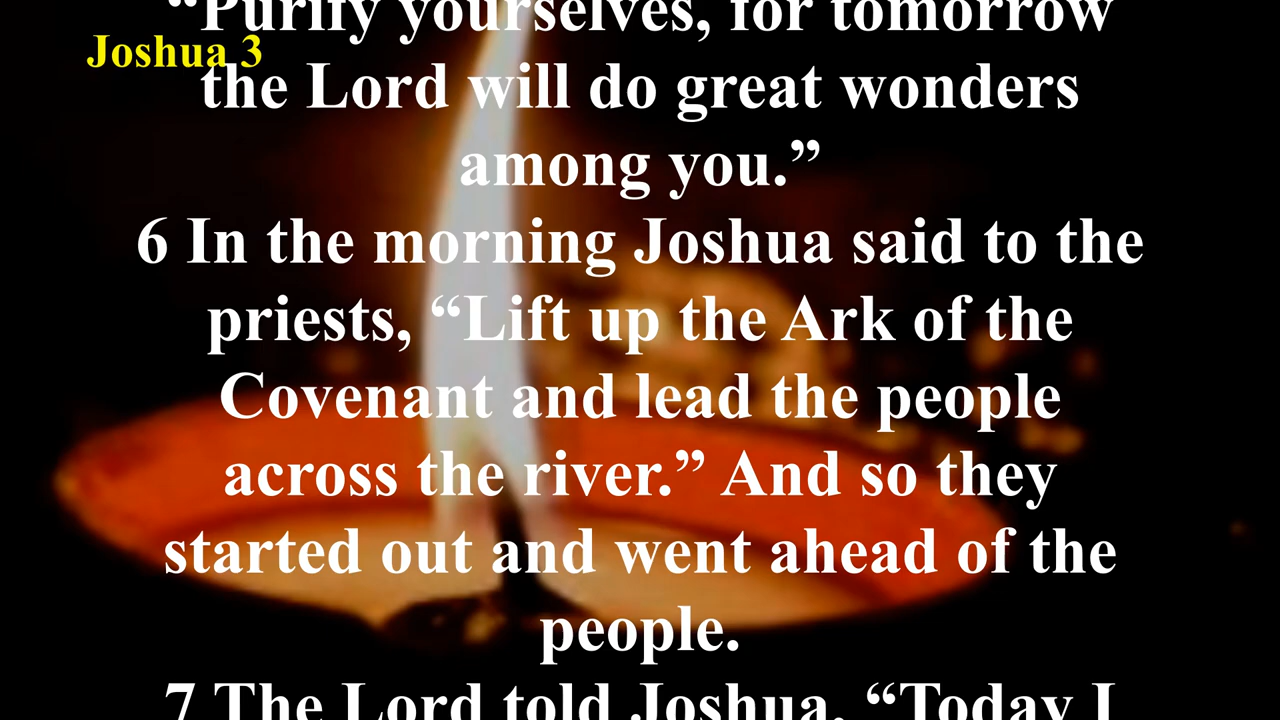 Joshua 3
“Purify yourselves, for tomorrow
the Lord will do great wonders
among you.”
6 In the morning Joshua said to the
priests, “Lift up the Ark of the
Covenant and lead the people
across the river.” And so they
started out and went ahead of the
people.
7 The Lord told Joshua, “Today I